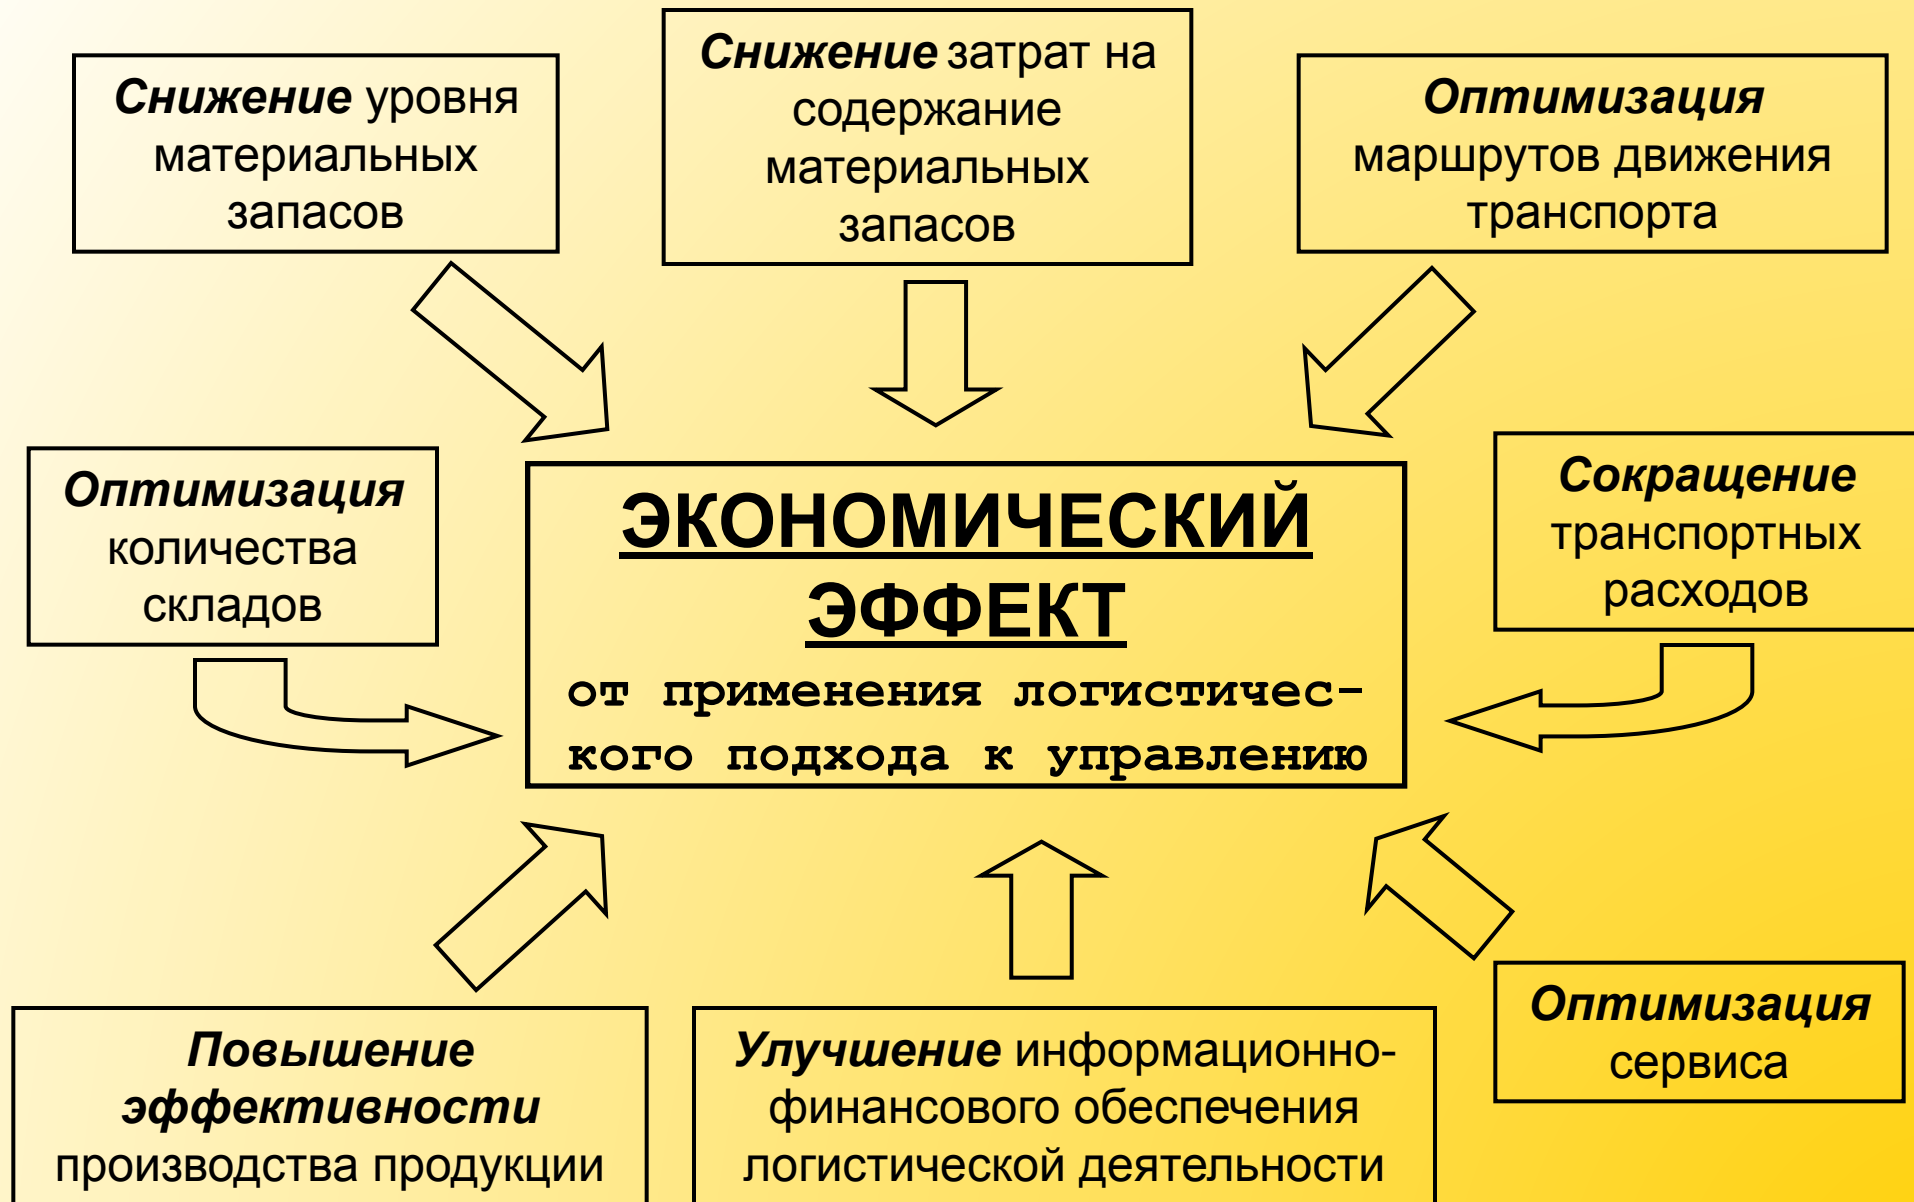 Снижение уровня
материальных
запасов
Снижение затрат на
содержание
материальных
запасов
Оптимизация
маршрутов движения
транспорта
Оптимизация
количества
складов
ЭКОНОМИЧЕСКИЙ
ЭФФЕКТ
от применения логистичес-
кого подхода к управлению
Сокращение
транспортных
расходов
Повышение
эффективности
производства продукции
Улучшение информационно-
финансового обеспечения
логистической деятельности
Оптимизация
сервиса